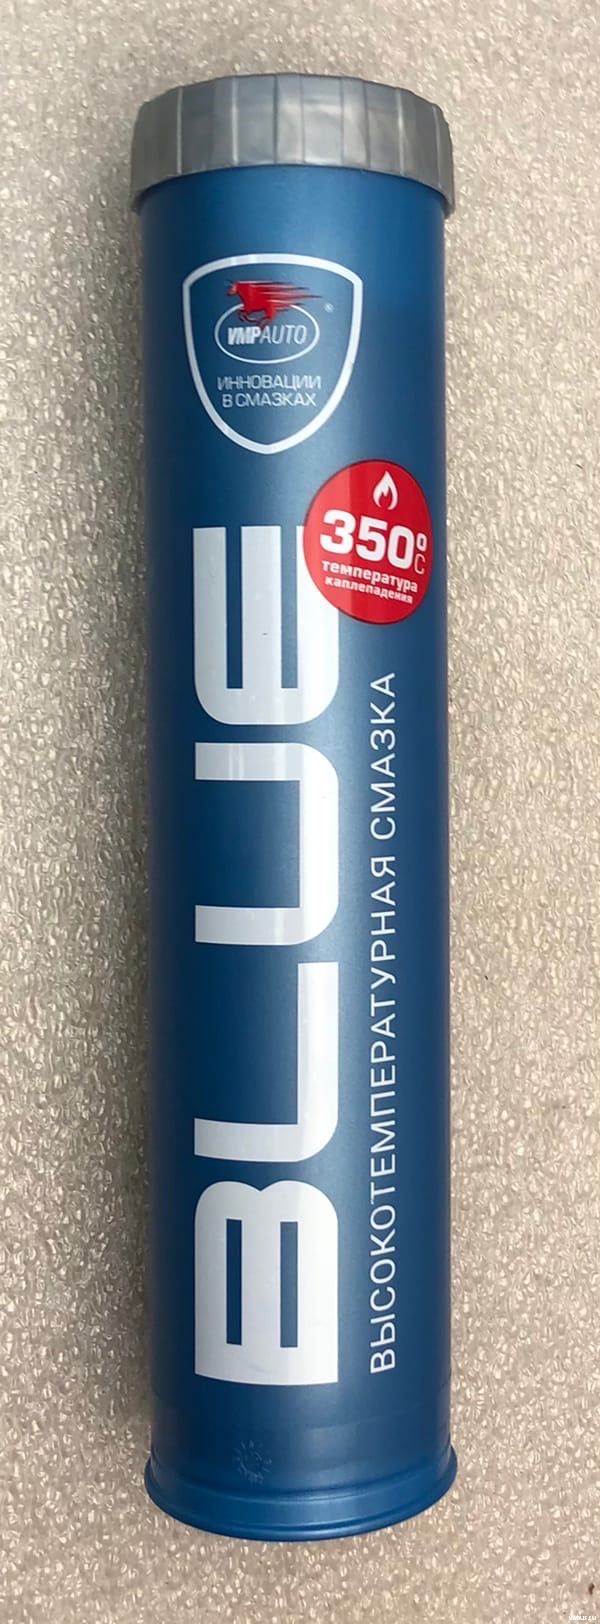 VMPAUTO
®
ИННОВАЦИИ
В СМАЗКАХ
350°C
температура
каплепадения
BLUE
ВЫСОКОТЕМПЕРАТУРНАЯ СМАЗКА